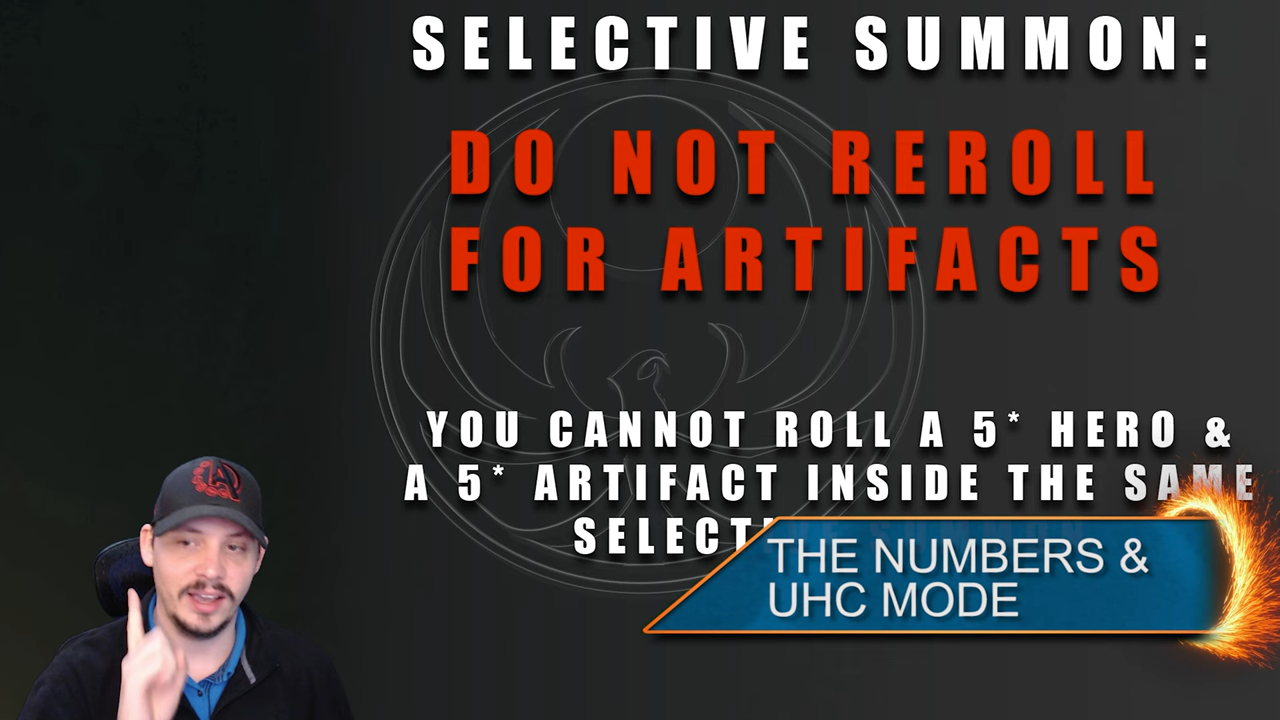 SELECTIVE SUMMON:
DO NOT REROLL
FOR ARTIFACTS
YOU CANNOT ROLL A 5* HERO &
A 5* ARTIFACT INSIDE THE SAME
THE NUMBERS &
UHC MODE